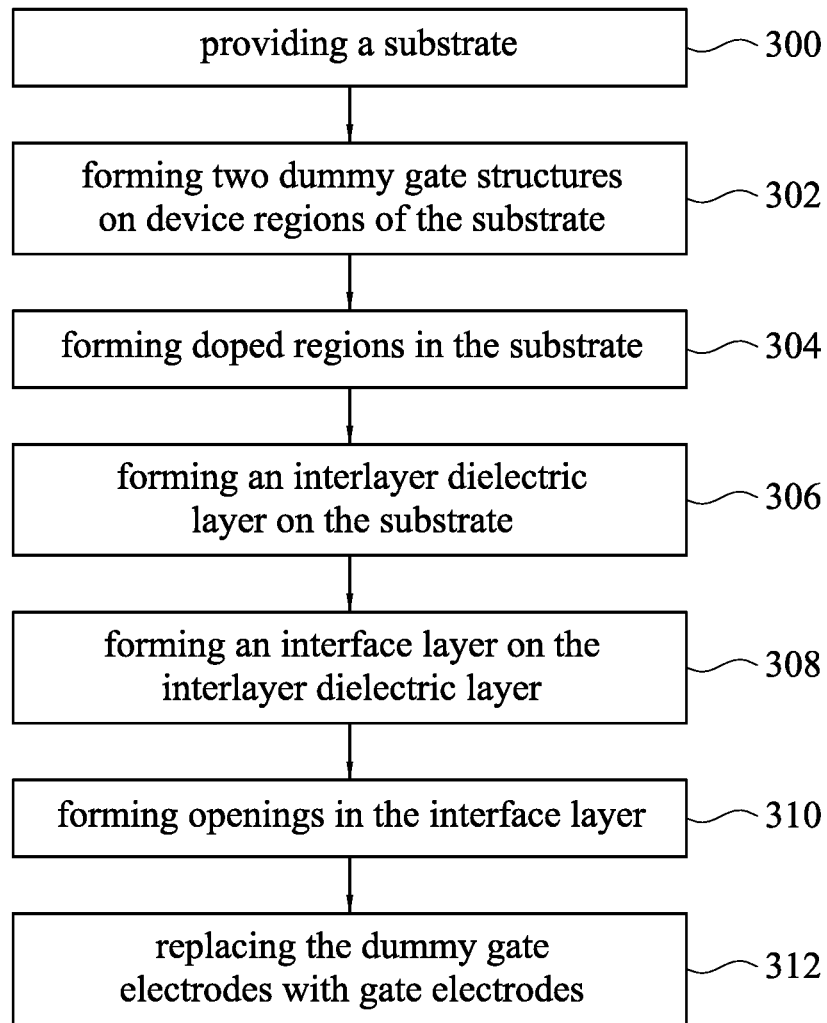 providing a substrate
300
forming two dummy gate structures
on device regions of the substrate
302
forming doped regions in the substrate
304
forming an interlayer dielectric
layer on the substrate
306
forming an interface layer on the
interlayer dielectric layer
308
forming openings in the interface layer
310
replacing the dummy gate
electrodes with gate electrodes
312